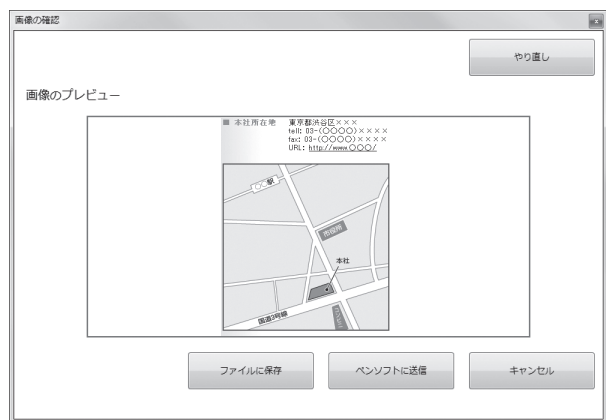 画像の確認
やり直し
画像のプレビュー
■ 本社所在地 東京都渋谷区×××
tell: 03-(○○○○)××××
fax: 03-(○○○○)××××
URL: http://www.○○○/
○○駅
市役所
本社
国道3号線
ファイルに保存
ペンソフトに送信
キャンセル